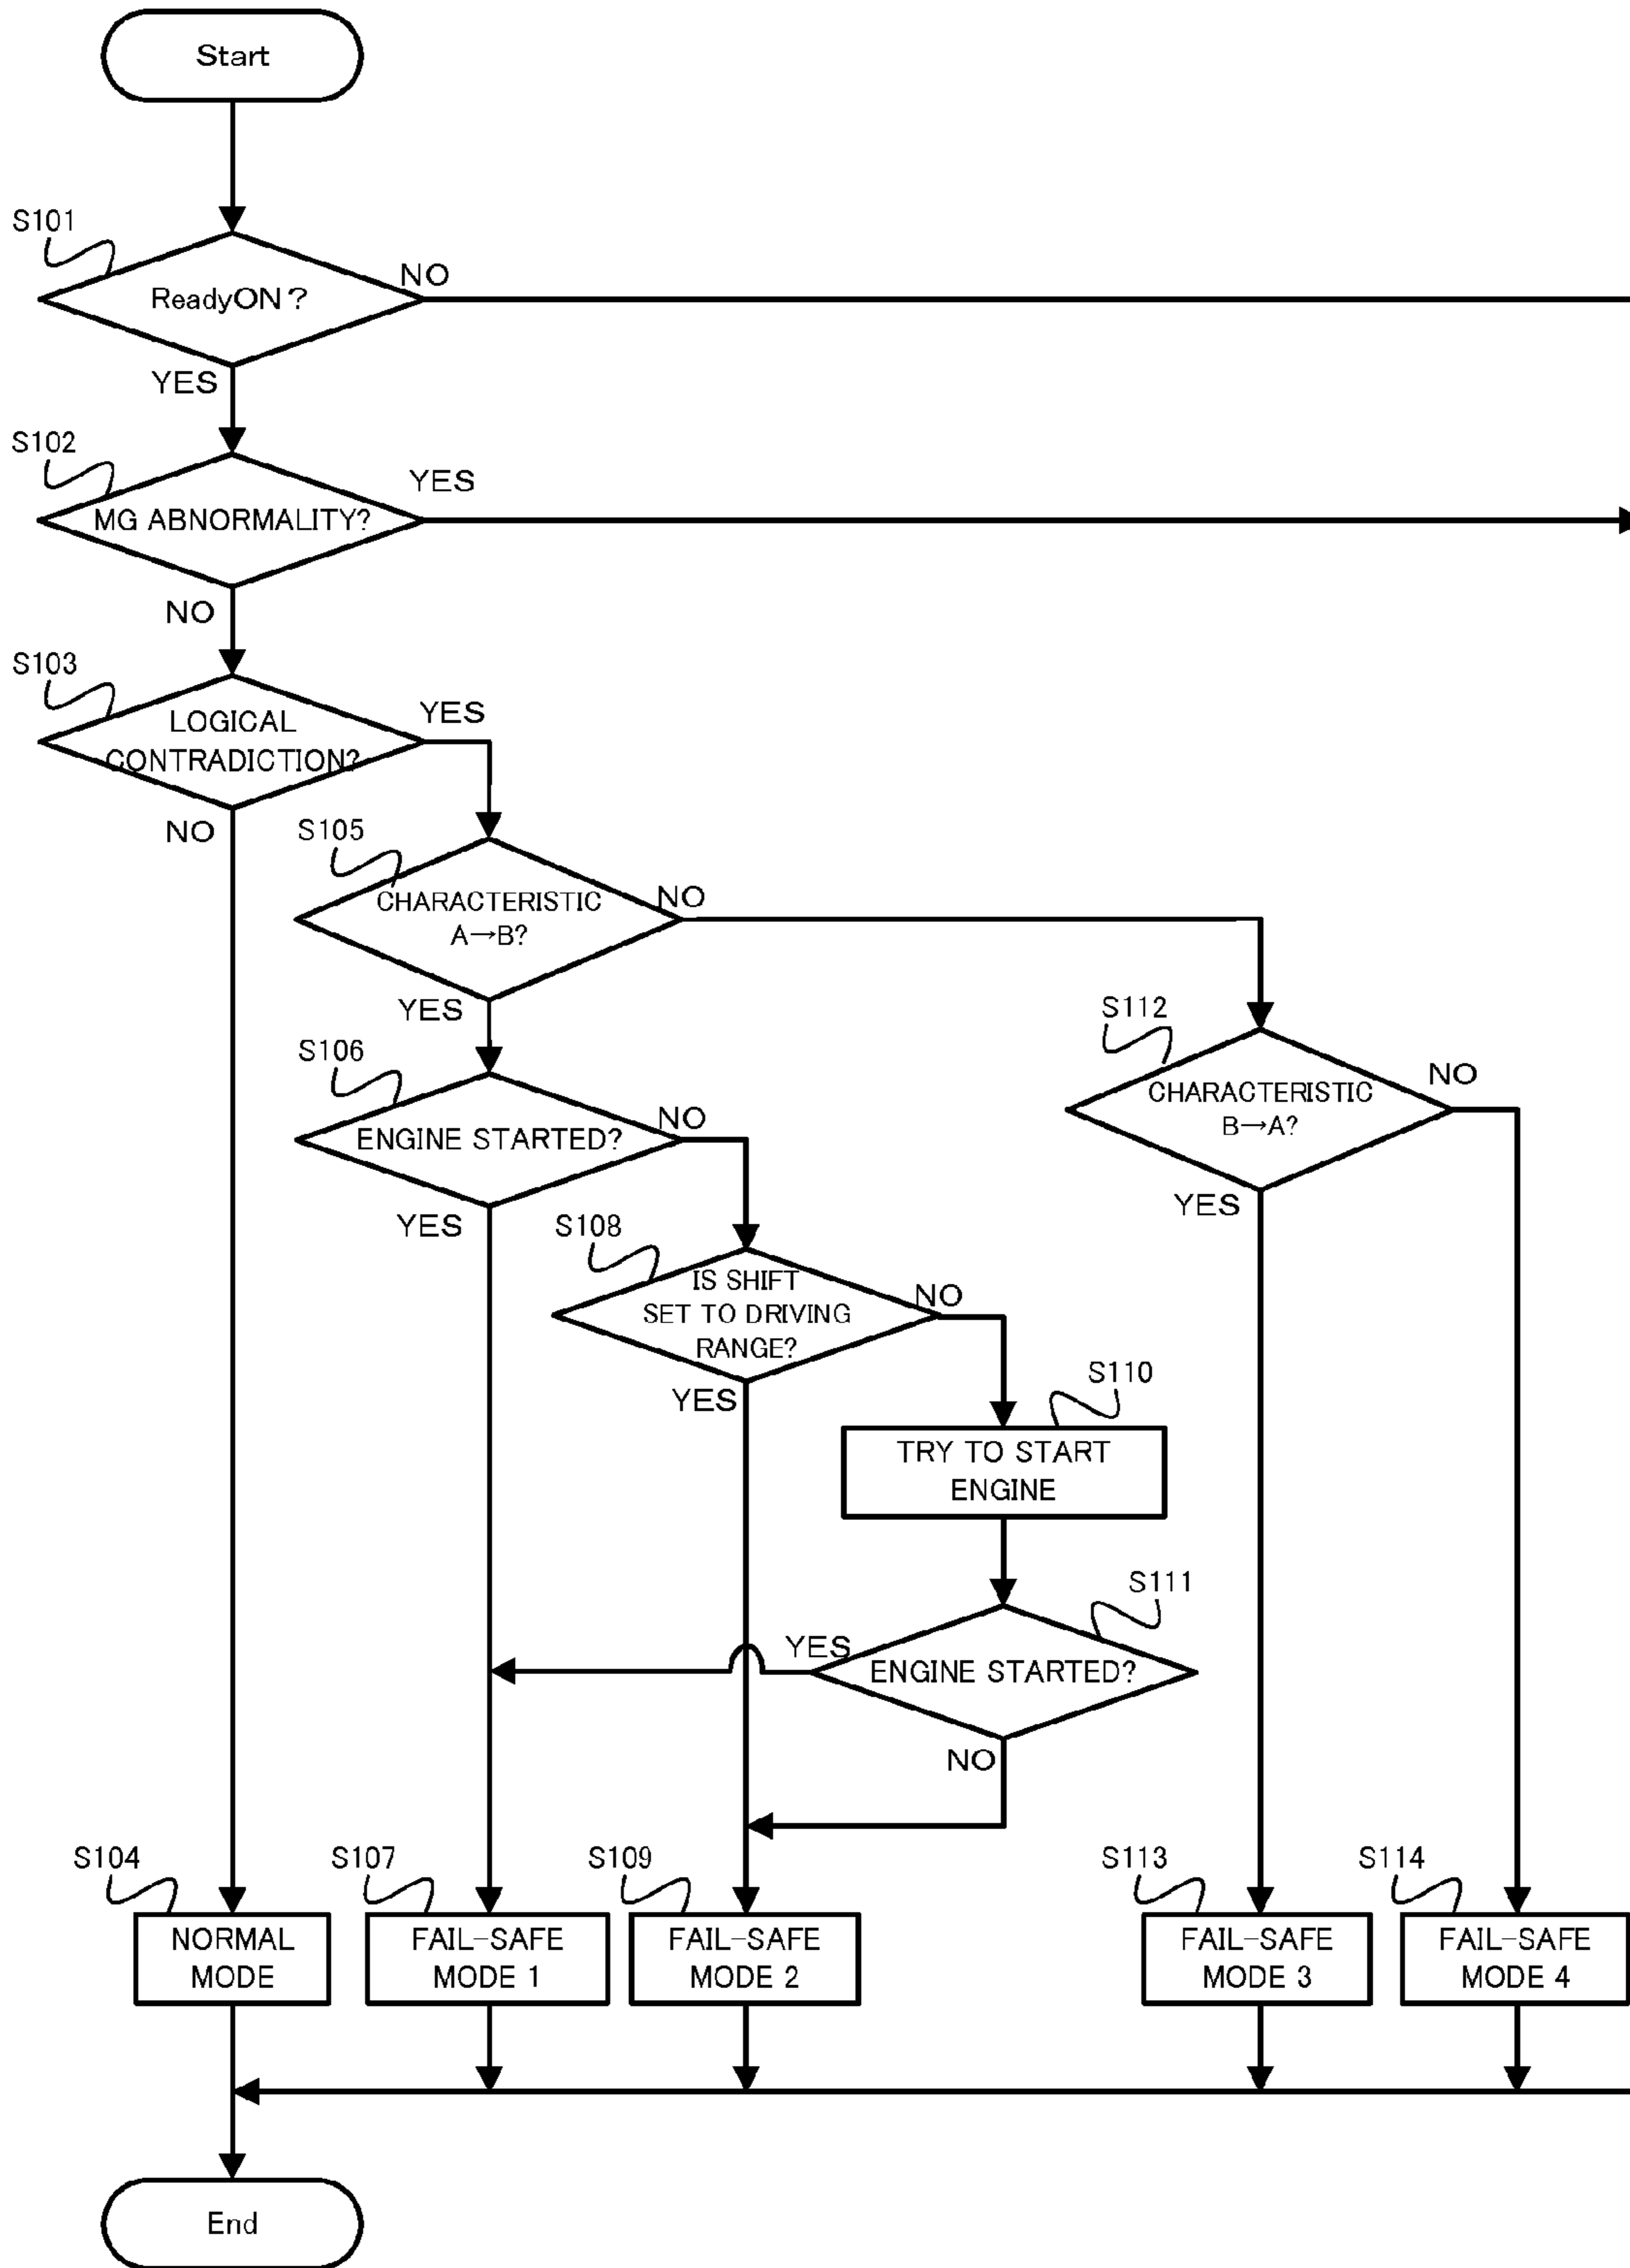 Start
S101
ReadyON?
NO
YES
S102
MG ABNORMALITY?
YES
NO
S103
LOGICAL
CONTRADICTION?
YES
NO
S105
CHARACTERISTIC
A→B?
NO
YES
S112
CHARACTERISTIC
B→A?
NO
YES
S106
ENGINE STARTED?
NO
YES
S108
IS SHIFT
SET TO DRIVING
RANGE?
NO
YES
S110
TRY TO START
ENGINE
S111
ENGINE STARTED?
YES
NO
S104
NORMAL
MODE
S107
FAIL-SAFE
MODE 1
S109
FAIL-SAFE
MODE 2
S113
FAIL-SAFE
MODE 3
S114
FAIL-SAFE
MODE 4
End